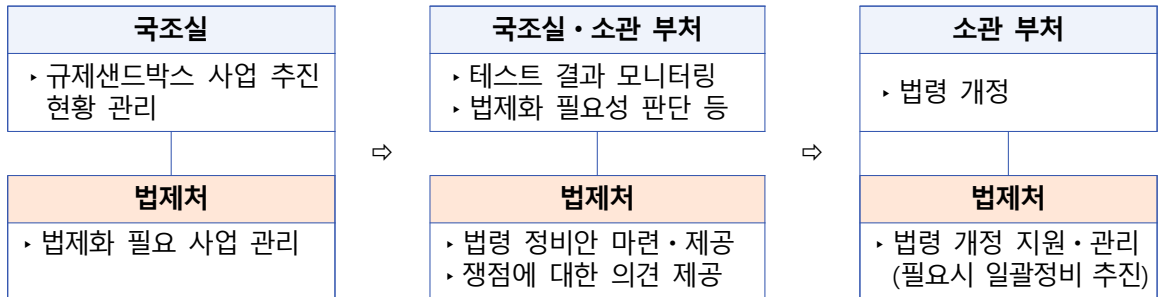 국조실
‣ 규제샌드박스 사업 추진
현황 관리
법제처
‣ 법제화 필요 사업 관리
⇨
국조실・소관 부처
‣ 테스트 결과 모니터링
‣ 법제화 필요성 판단 등
법제처
‣ 법령 정비안 마련・제공
‣ 쟁점에 대한 의견 제공
⇨
소관 부처
‣ 법령 개정
법제처
‣ 법령 개정 지원・관리
(필요시 일괄정비 추진)